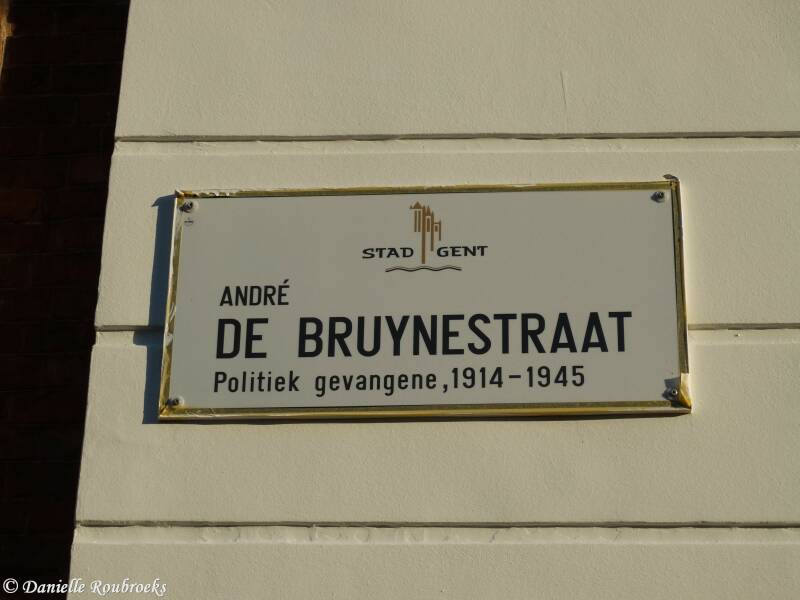 STAD GENT
ANDRÉ
DE BRUYNESTRAAT
Politiek gevangene, 1914-1945
© Danielle Roubroeks